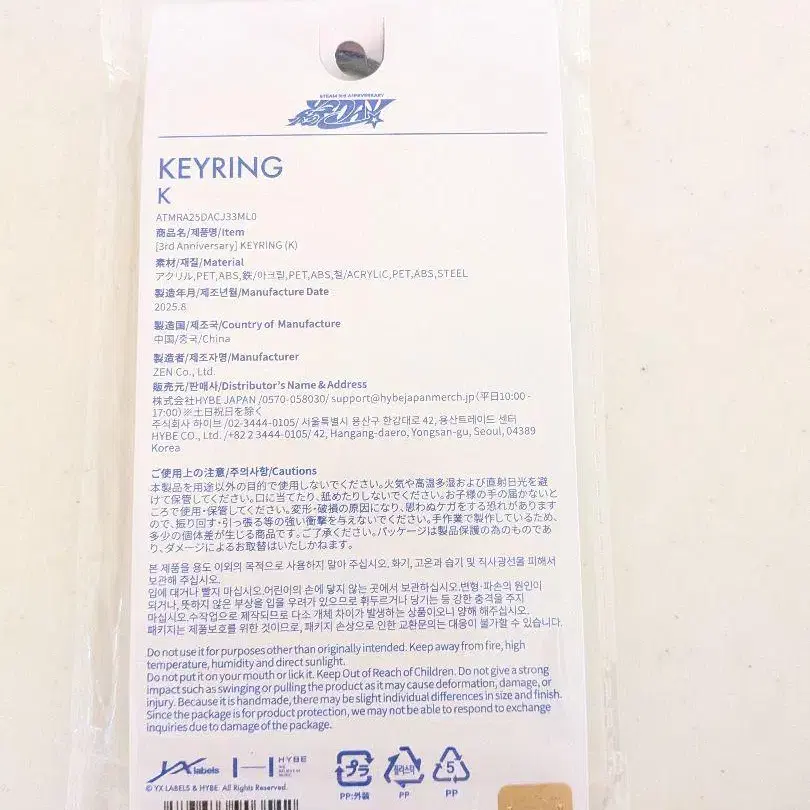 &TEAM 3rd ANNIVERSARY
KEYRING
K
ATMRA25DACJ33ML0
商品名/제품명/Item
[3rd Anniversary] KEYRING (K)
素材/재질/Material
アクリル,PET,ABS,鉄/아크릴,PET,ABS,철/ACRYLIC,PET,ABS,STEEL
製造年月/제조년월/Manufacture Date
2025.8
製造国/제조국/Country of Manufacture
中国/중국/China
製造者/제조자명/Manufacturer
ZEN Co., Ltd.
販売元/판매사/Distributor's Name & Address
株式会社HYBE JAPAN /0570-058030/ support@hybejapanmerch.jp(平日10:00-
17:00)※土日祝日を除く
주식회사 하이브 /02-3444-0105/ 서울특별시 용산구 한강대로 42, 용산트레이드 센터
HYBE CO., Ltd. /+82 2 3444-0105/ 42, Hangang-daero, Yongsan-gu, Seoul, 04389
Korea
ご使用上の注意/주의사항/Cautions
本製品を用途以外の目的で使用しないでください。火気や高温多湿および直射日光を避
けて保管してください。口に当てたり、舐めたりしないでください。お子様の手の届かないと
ころで使用・保管してください。変形・破損の原因になり、思わぬケガをする恐れがあります
ので、振り回す・引っ張る等の強い衝撃を与えないでください。手作業で製作しているため、
多少の個体差が生じる商品です。ご了承ください。パッケージは製品保護の為のものであ
り、ダメージによるお取替はいたしかねます。
본 제품을 용도 이외의 목적으로 사용하지 말아 주십시오. 화기, 고온과 습기 및 직사광선을 피해서
보관해 주십시오.
입에 대거나 빨지 마십시오.어린이의 손에 닿지 않는 곳에서 보관하십시오.변형·파손의 원인이
되거나, 뜻하지 않은 부상을 입을 우려가 있으므로 휘두르거나 당기는 등 강한 충격을 주지
마십시오.수작업으로 제작되므로 다소 개체 차이가 발생하는 상품이오니 양해 해주십시오.
패키지는 제품보호를 위한 것이므로, 패키지 손상으로 인한 교환문의는 대응이 불가할 수 있습니다.
Do not use it for purposes other than originally intended. Keep away from fire, high
temperature, humidity and direct sunlight.
Do not put it on your mouth or lick it. Keep Out of Reach of Children. Do not give a strong
impact such as swinging or pulling the product as it may cause deformation, damage, or
injury. Because it is handmade, there may be slight individual differences in size and finish.
Since the package is for product protection, we may not be able to respond to exchange
inquiries due to damage of the package.
YX labels HYBE
WE BELIEVE IN MUSIC
プラ 플라스틱 5
PP:外装 PP PP
© YX LABELS & HYBE. All Rights Reserved.